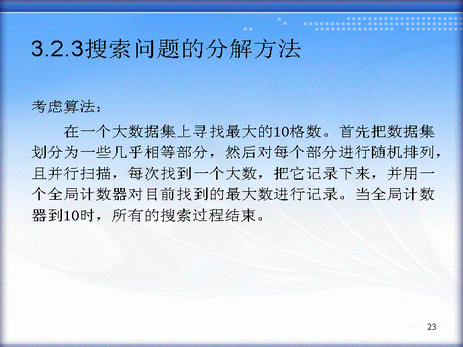 3.2.3搜索问题的分解方法
考虑算法：
在一个大数据集上寻找最大的10格数。首先把数据集
划分为一些几乎相等部分，然后对每个部分进行随机排列，
且并行扫描，每次找到一个大数，把它记录下来，并用一
个全局计数器对目前找到的最大数进行记录。当全局计数
器到10时，所有的搜索过程结束。
23